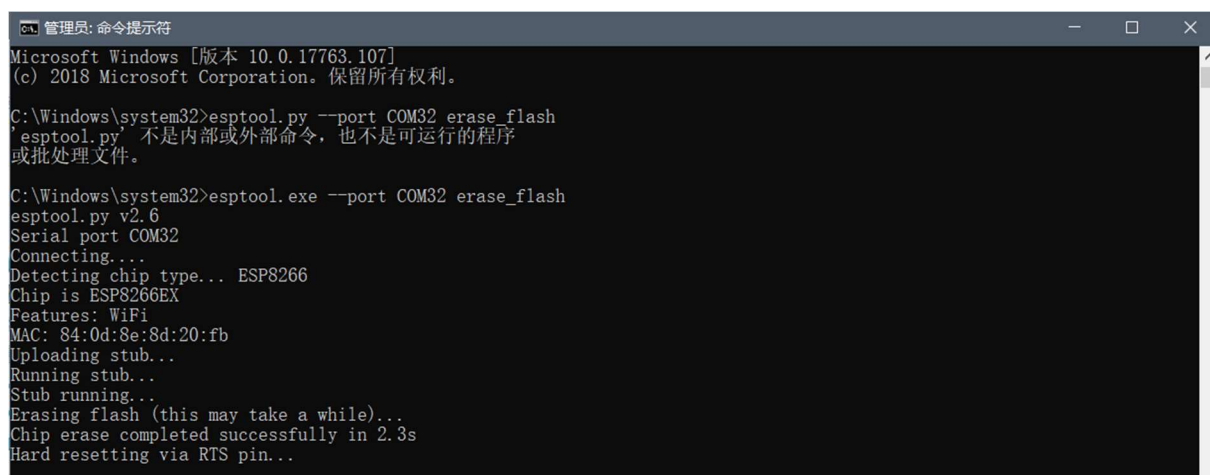 管理员: 命令提示符
Microsoft Windows [版本 10.0.17763.107]
(c) 2018 Microsoft Corporation。保留所有权利。
C:\Windows\system32>esptool.py --port COM32 erase_flash
'esptool.py' 不是内部或外部命令，也不是可运行的程序
或批处理文件。
C:\Windows\system32>esptool.exe --port COM32 erase_flash
esptool.py v2.6
Serial port COM32
Connecting....
Detecting chip type... ESP8266
Chip is ESP8266EX
Features: WiFi
MAC: 84:0d:8e:8d:20:fb
Uploading stub...
Running stub...
Stub running...
Erasing flash (this may take a while)...
Chip erase completed successfully in 2.3s
Hard resetting via RTS pin...